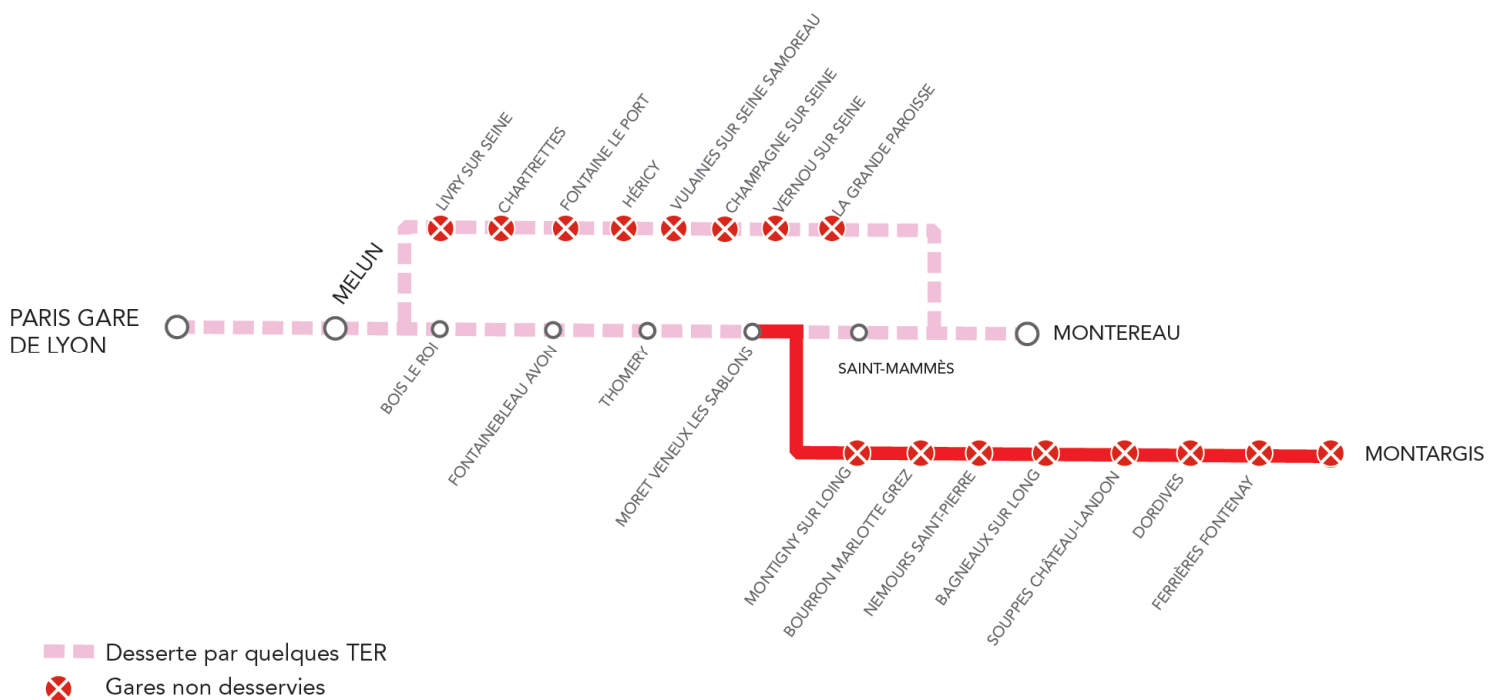 LIVRY SUR SEINE
CHARTRETTES
FONTAINE LE PORT
HÉRICY
VULAINES SUR SEINE SAMOREAU
CHAMPAGNE SUR SEINE
VERNOU SUR SEINE
LA GRANDE PAROISSE
MELUN
PARIS GARE
DE LYON
MONTEREAU
BOIS LE ROI
FONTAINEBLEAU AVON
THOMERY
MORET VENEUX LES SABLONS
SAINT-MAMMÈS
MONTARGIS
MONTIGNY SUR LOING
BOURRON MARLOTTE GREZ
NEMOURS SAINT-PIERRE
BAGNEAUX SUR LONG
SOUPPES CHÂTEAU-LANDON
DORDIVES
FERRIÈRES FONTENAY
Desserte par quelques TER
Gares non desservies